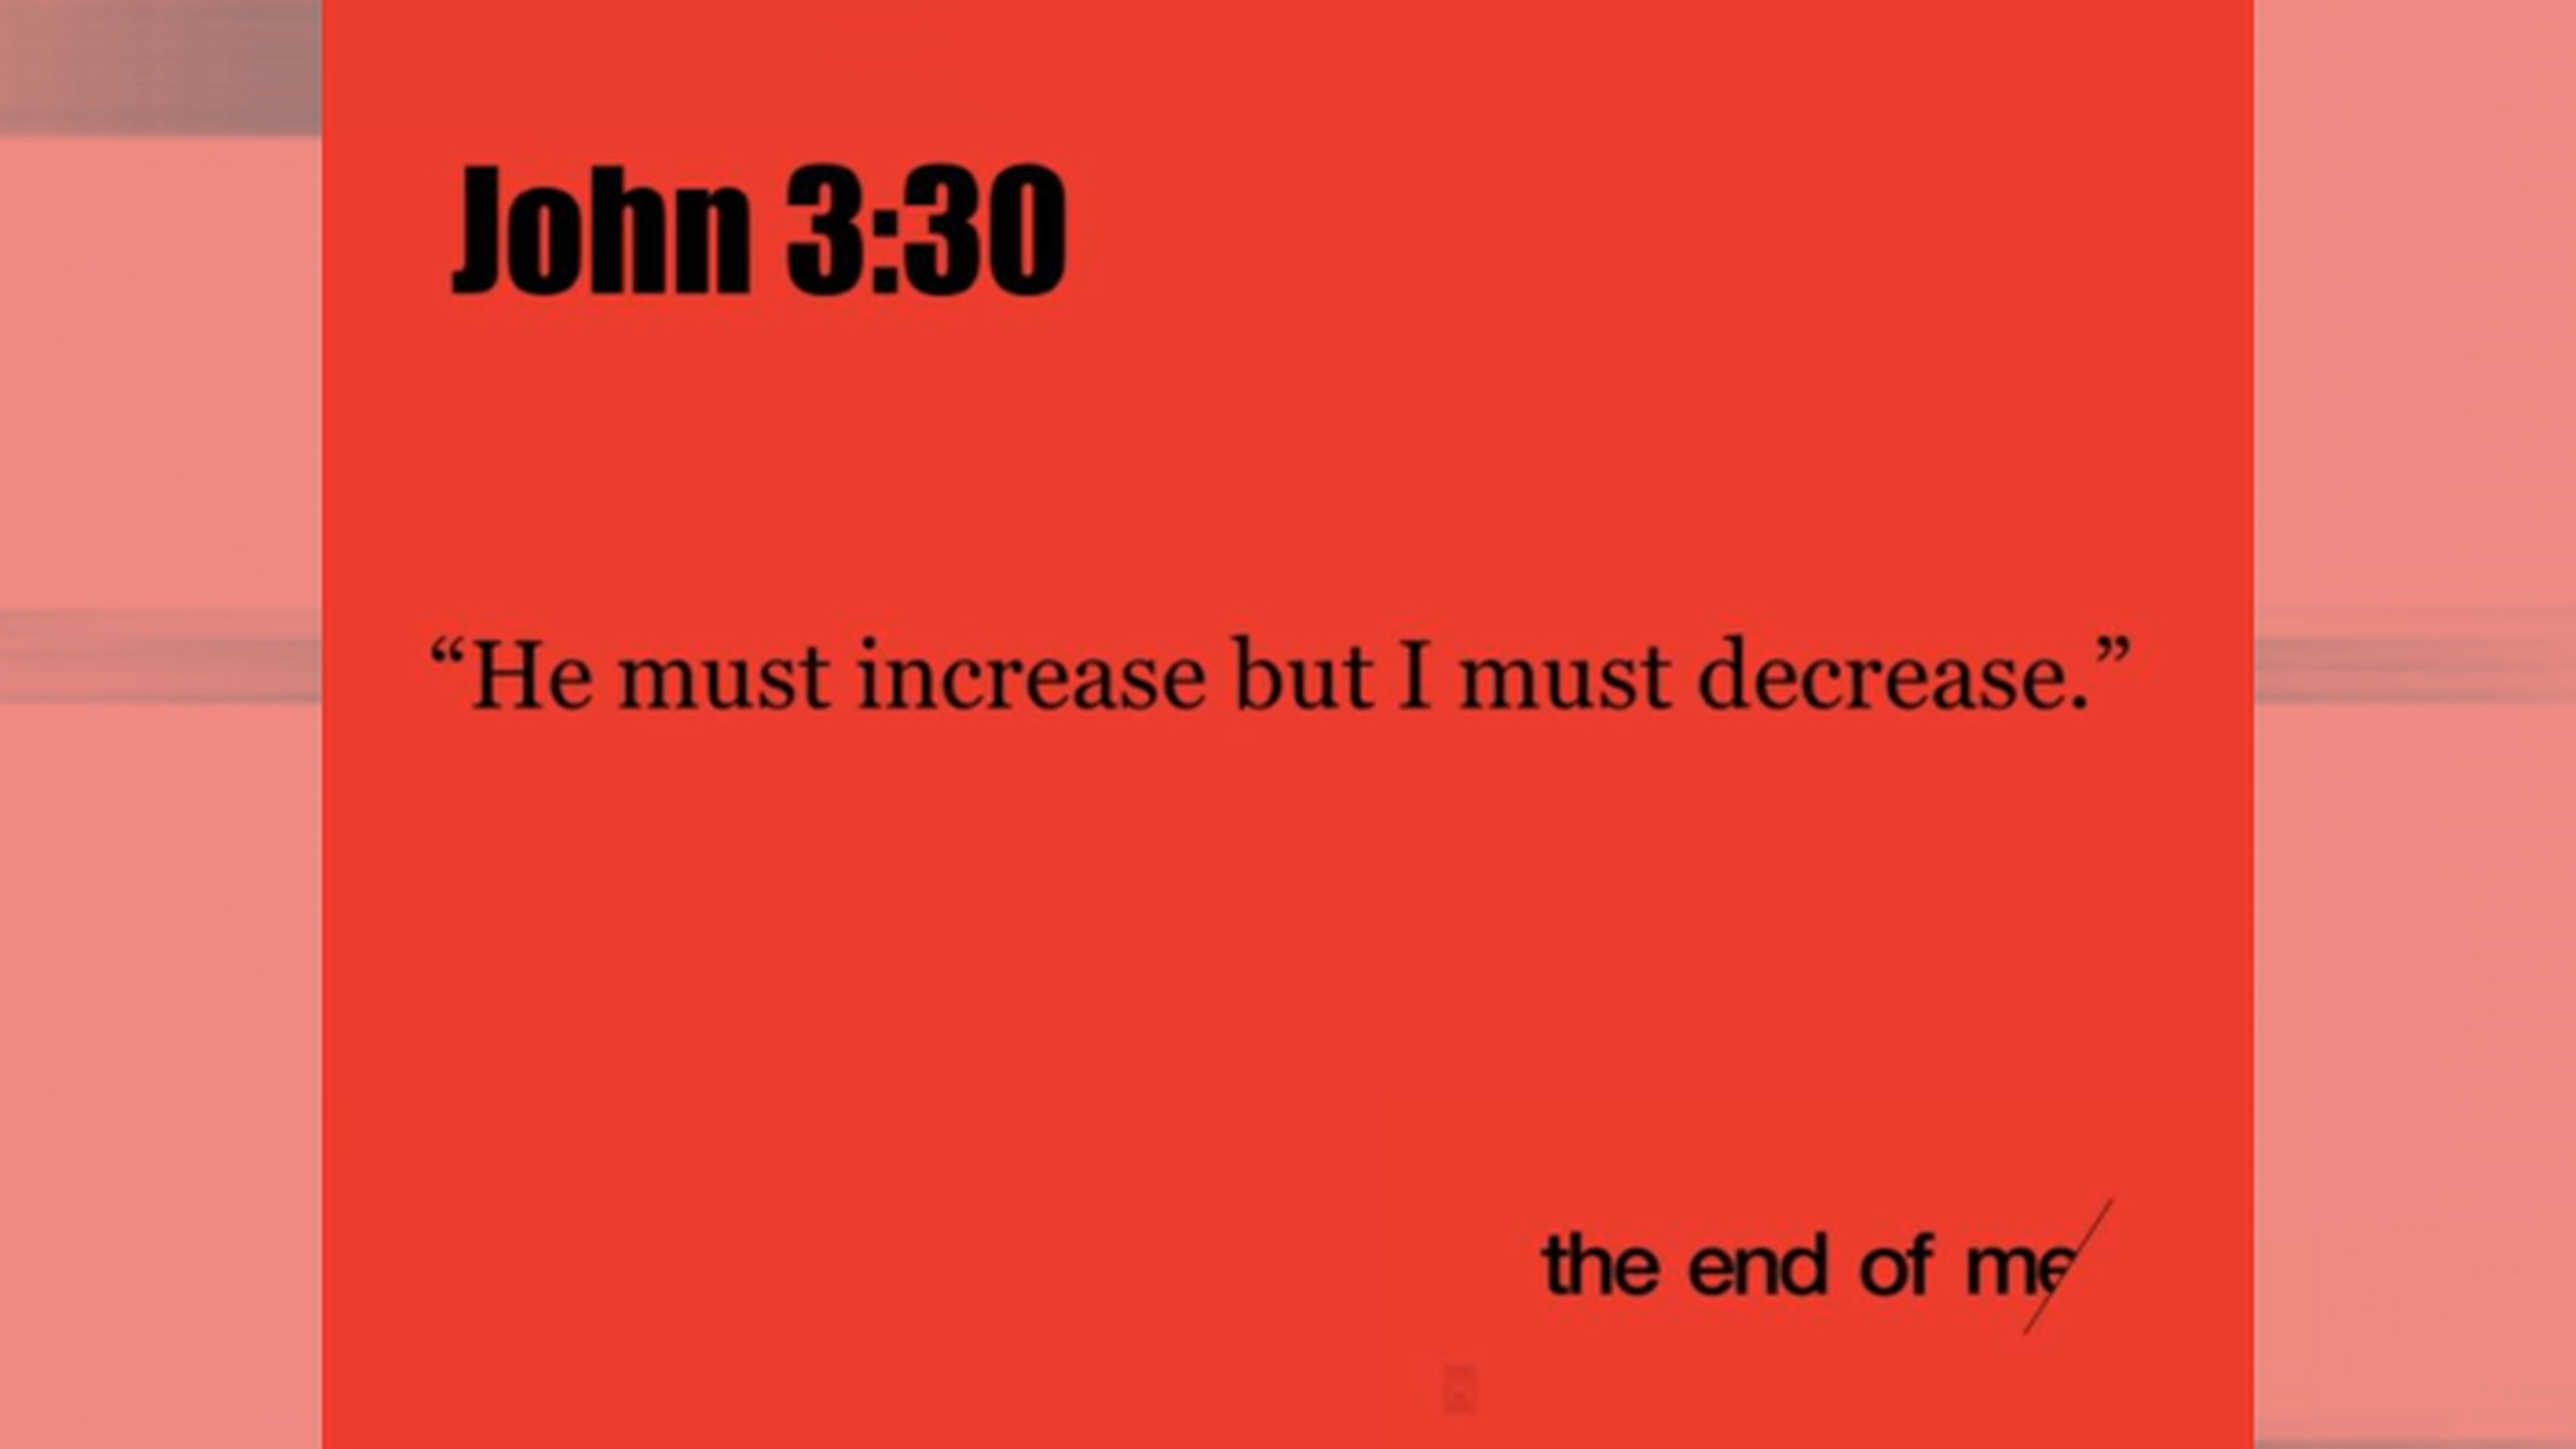 John 3:30
“He must increase but I must decrease.”
the end of me